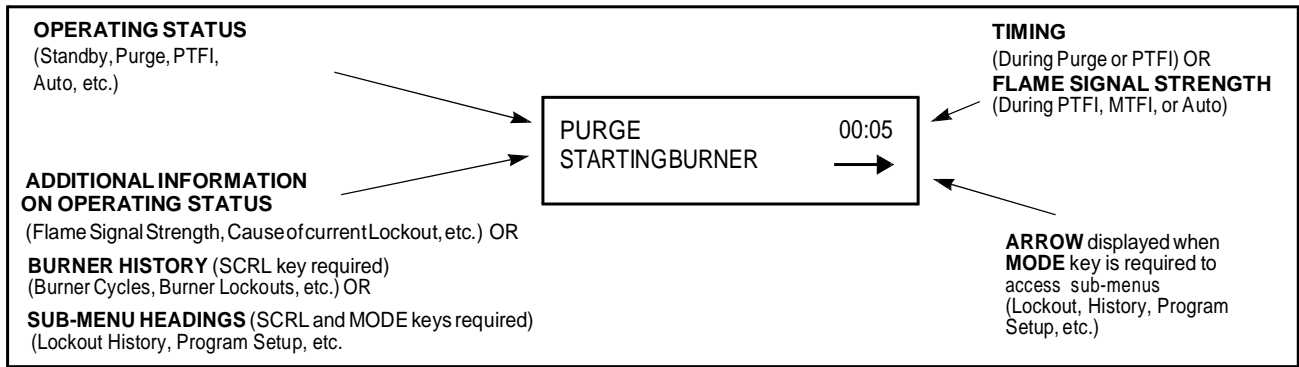 OPERATING STATUS
(Standby, Purge, PTFI,
Auto, etc.)
ADDITIONAL INFORMATION
ON OPERATING STATUS
(Flame Signal Strength, Cause of current Lockout, etc.) OR
BURNER HISTORY (SCRL key required)
(Burner Cycles, Burner Lockouts, etc.) OR
SUB-MENU HEADINGS (SCRL and MODE keys required)
(Lockout History, Program Setup, etc.
PURGE 00:05
STARTING BURNER
TIMING
(During Purge or PTFI) OR
FLAME SIGNAL STRENGTH
(During PTFI, MTFI, or Auto)
ARROW displayed when
MODE key is required to
access sub-menus
(Lockout, History, Program
Setup, etc.)